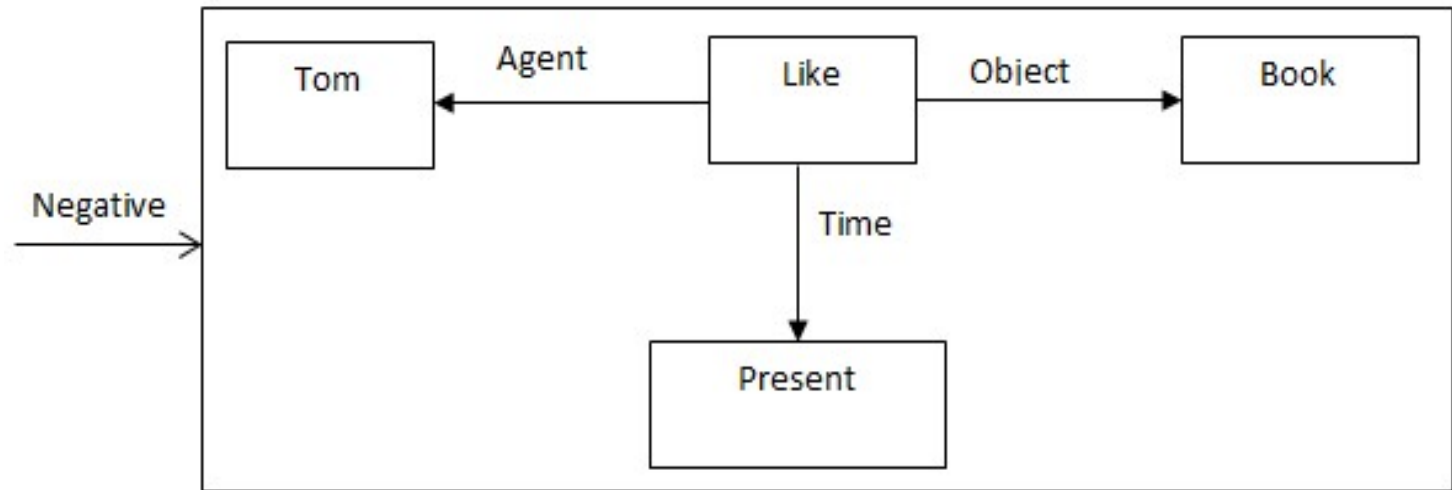 Tom
Agent
Like
Object
Book
Negative
Time
Present